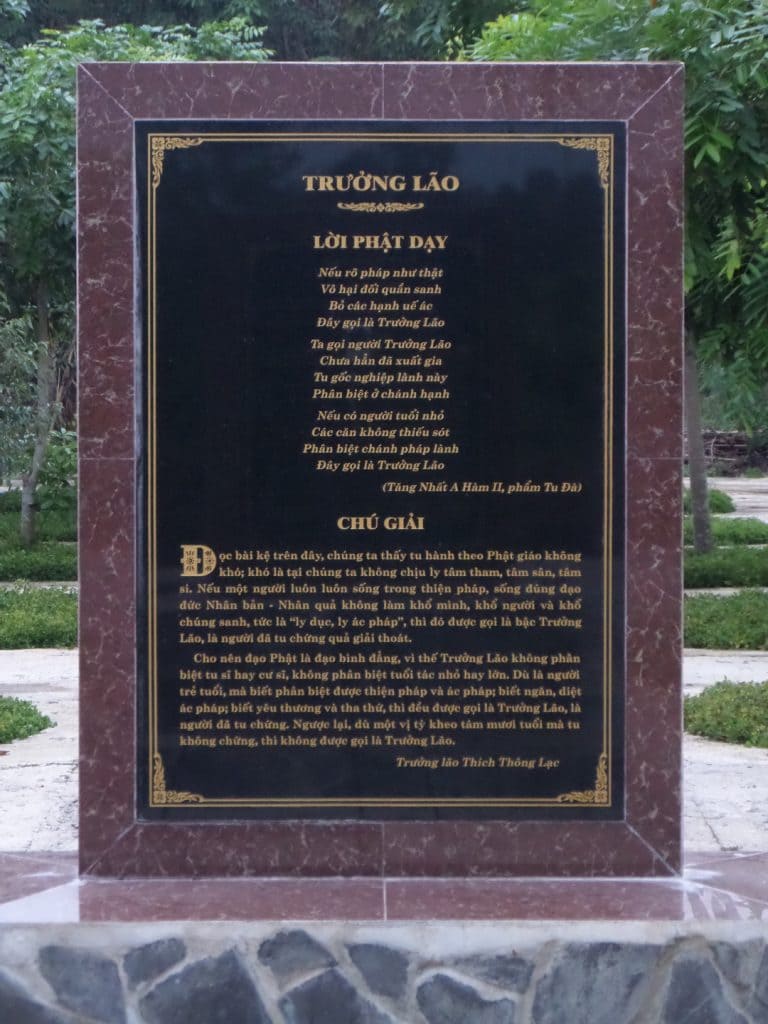 TRƯỞNG LÃO
LỜI PHẬT DẠY
Nếu rõ pháp như thật
Vô hại đối quần sanh
Bỏ các hạnh uế ác
Đây gọi là Trưởng Lão
Ta gọi người Trưởng Lão
Chưa hẳn đã xuất gia
Tu gốc nghiệp lành này
Phân biệt ở chánh hạnh
Nếu có người tuổi nhỏ
Các căn không thiếu sót
Phân biệt chánh pháp lành
Đây gọi là Trưởng Lão
(Tăng Nhất A Hàm II, phẩm Tu Đà)
CHÚ GIẢI
Đọc bài kệ trên đây, chúng ta thấy tu hành theo Phật giáo không
khó; khó là tại chúng ta không chịu ly tâm tham, tâm sân, tâm
si. Nếu một người luôn luôn sống trong thiện pháp, sống đúng đạo
đức Nhân bản - Nhân quả không làm khổ mình, khổ người và khổ
chúng sanh, tức là “ly dục, ly ác pháp”, thì đó được gọi là bậc Trưởng
Lão, là người đã tu chứng quả giải thoát.
Cho nên đạo Phật là đạo bình đẳng, vì thế Trưởng Lão không phân
biệt tu sĩ hay cư sĩ, không phân biệt tuổi tác nhỏ hay lớn. Dù là người
trẻ tuổi, mà biết phân biệt được thiện pháp và ác pháp; biết ngăn, diệt
ác pháp; biết yêu thương và tha thứ, thì đều được gọi là Trưởng Lão, là
người đã tu chứng. Ngược lại, dù một vị tỳ kheo tám mươi tuổi mà tu
không chứng, thì không được gọi là Trưởng Lão.
Trưởng lão Thích Thông Lạc